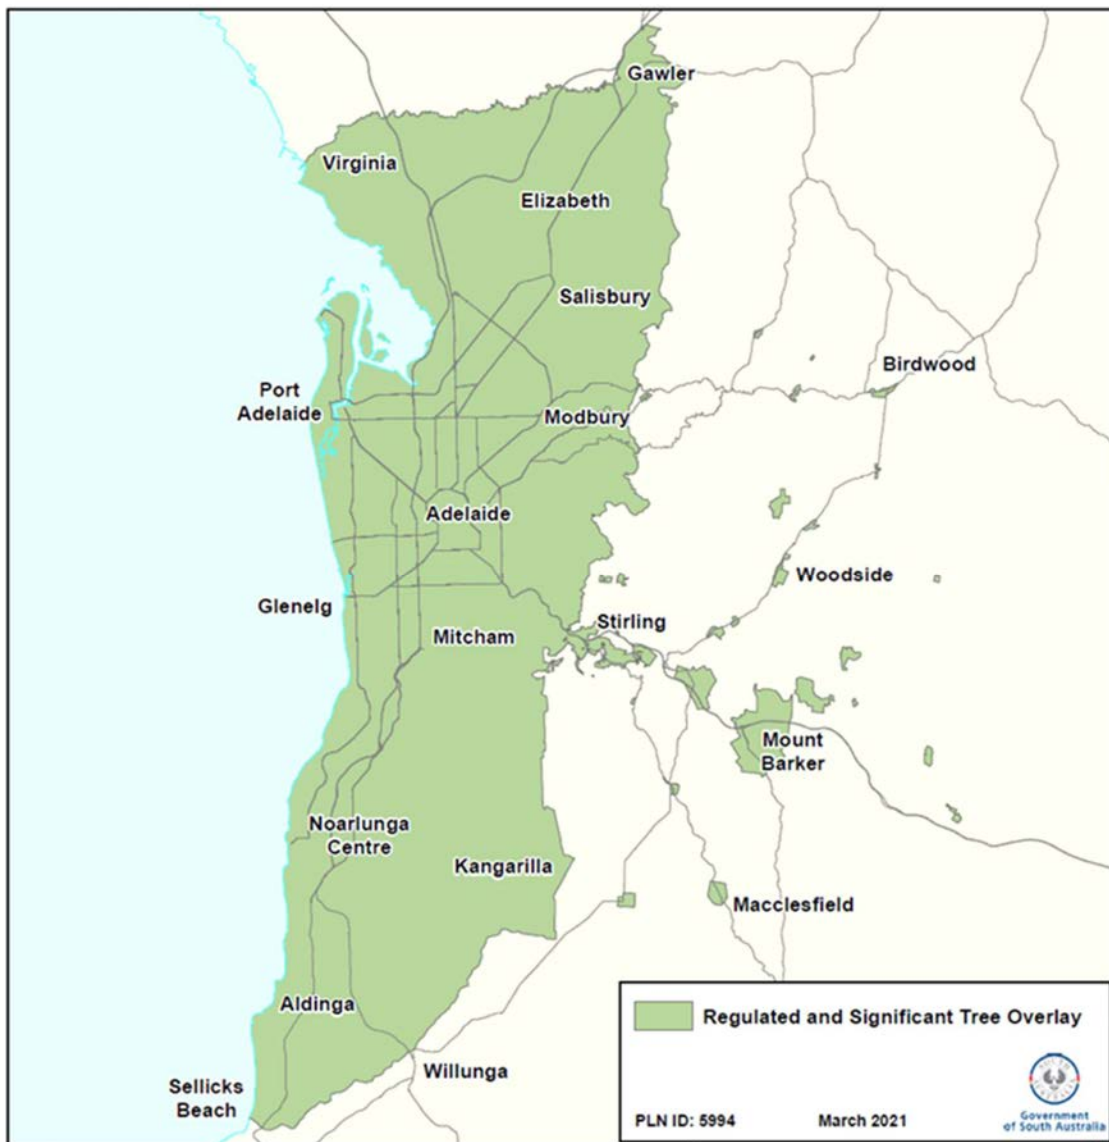 Gawler
Virginia
Elizabeth
Salisbury
Birdwood
Port
Adelaide
Modbury
Adelaide
Woodside
Glenelg
Stirling
Mitcham
Mount
Barker
Noarlunga
Centre
Kangarilla
Macclesfield
Aldinga
Willunga
Sellicks
Beach
Regulated and Significant Tree Overlay
PLN ID: 5994 March 2021
Government
of South Australia